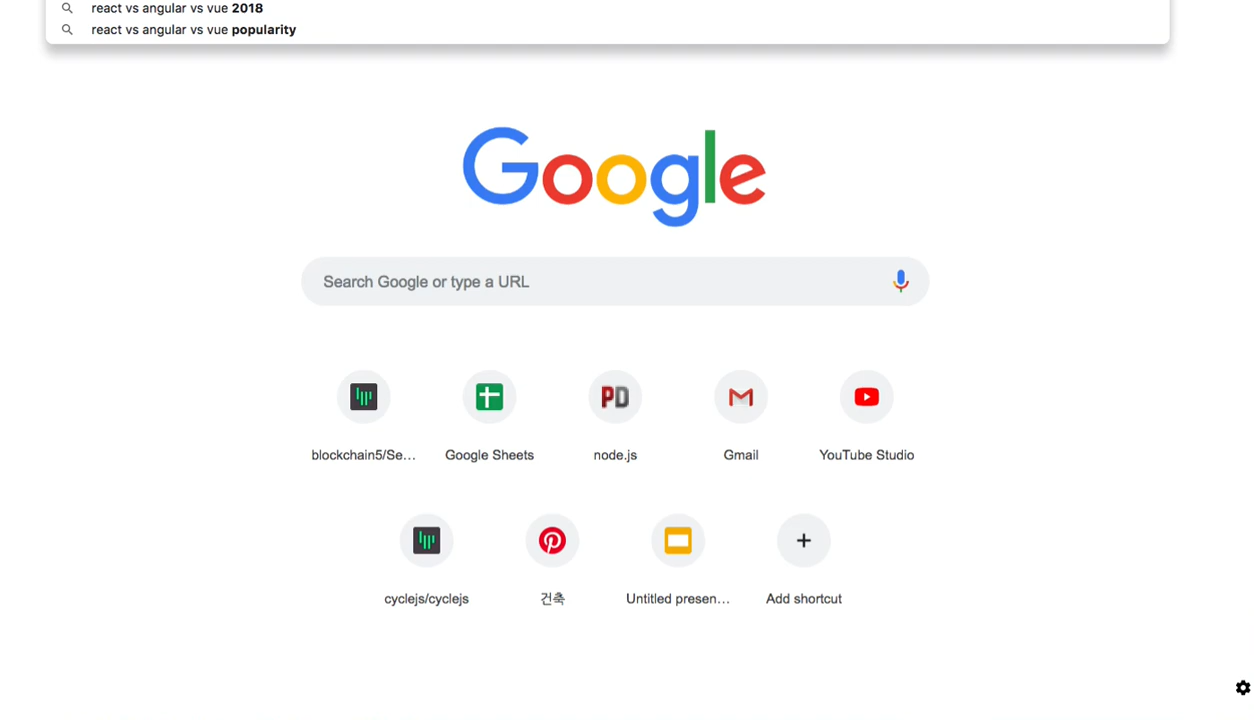 react vs angular vs vue 2018
react vs angular vs vue popularity
Google
Search Google or type a URL
PD
blockchain5/Se...
Google Sheets
node.js
Gmail
YouTube Studio
cyclejs/cyclejs
건축
Untitled presen...
Add shortcut